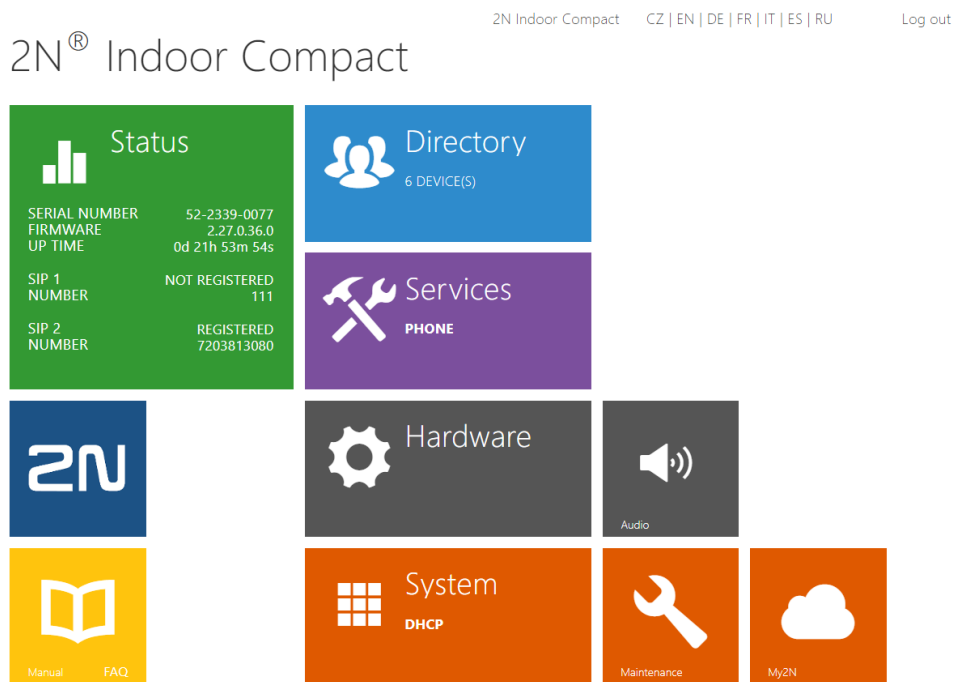 2N Indoor Compact CZ | EN | DE | FR | IT | ES | RU Log out
2N® Indoor Compact
Status
SERIAL NUMBER 52-2339-0077
FIRMWARE 2.27.0.36.0
UP TIME 0d 21h 53m 54s
SIP 1 NOT REGISTERED
NUMBER 111
SIP 2 REGISTERED
NUMBER 7203813080
Directory
6 DEVICE(S)
Services
PHONE
2N
Hardware
Audio
Manual FAQ
System
DHCP
Maintenance
My2N